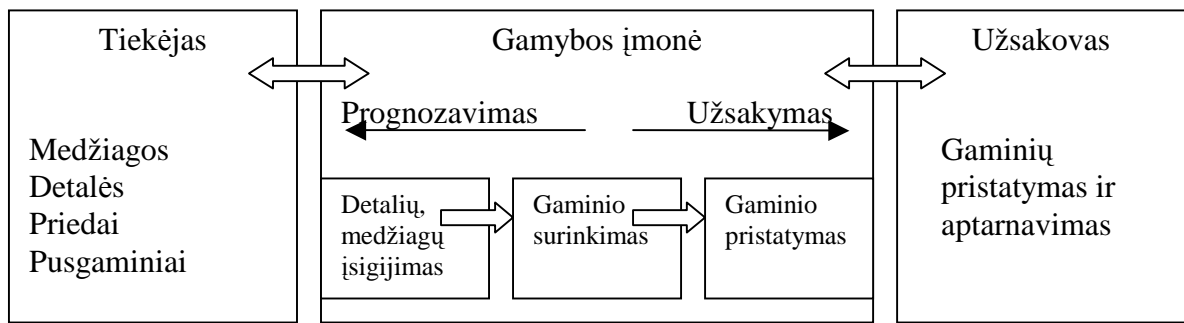 Tiekėjas
Medžiagos
Detalės
Priedai
Pusgaminiai
Gamybos įmonė
Prognozavimas
Užsakymas
Detalių,
medžiagų
įsigijimas
Gaminio
surinkimas
Gaminio
pristatymas
Užsakovas
Gaminių
pristatymas ir
aptarnavimas